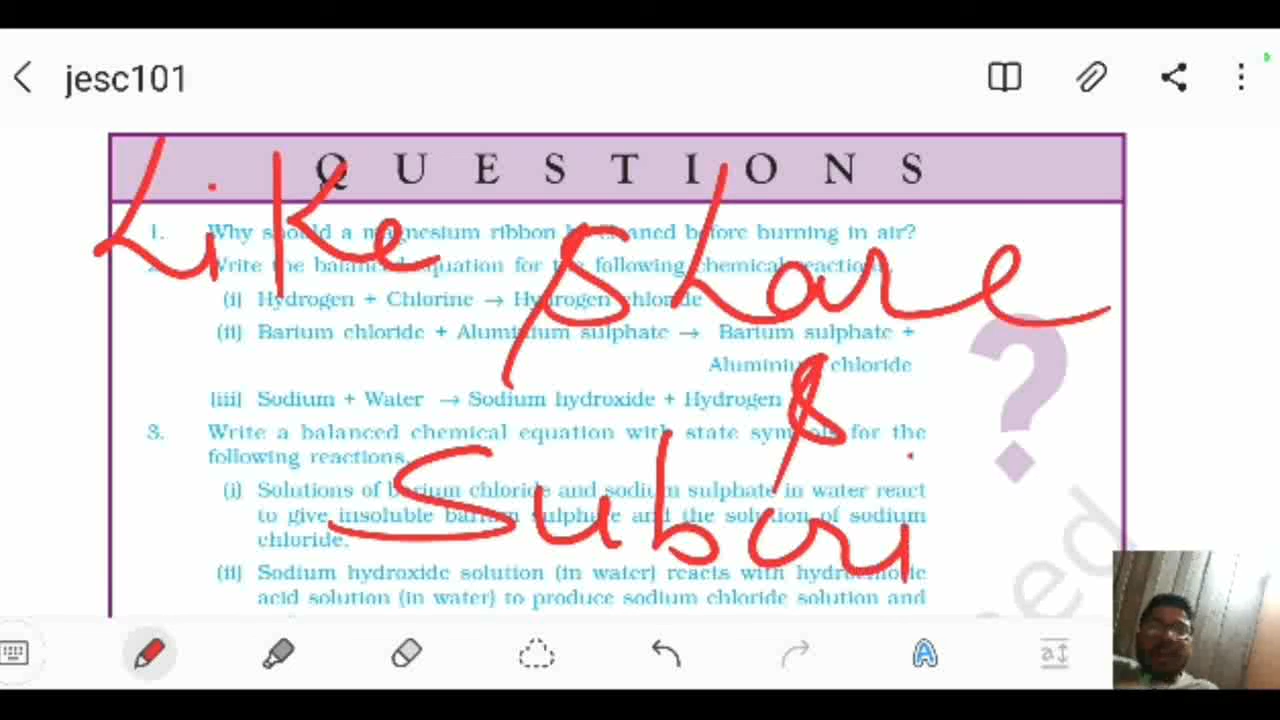 jesc101
QUESTIONS
1. Why should a magnesium ribbon be cleaned before burning in air?
2. Write the balanced equation for the following chemical reactions.
(i) Hydrogen + Chlorine → Hydrogen chloride
(ii) Barium chloride + Aluminium sulphate → Barium sulphate +
Aluminium chloride
(iii) Sodium + Water → Sodium hydroxide + Hydrogen
3. Write a balanced chemical equation with state symbols for the
following reactions.
(i) Solutions of barium chloride and sodium sulphate in water react
to give insoluble barium sulphate and the solution of sodium
chloride.
(ii) Sodium hydroxide solution (in water) reacts with hydrochloric
acid solution (in water) to produce sodium chloride solution and
Like Share
&
Subcri
?